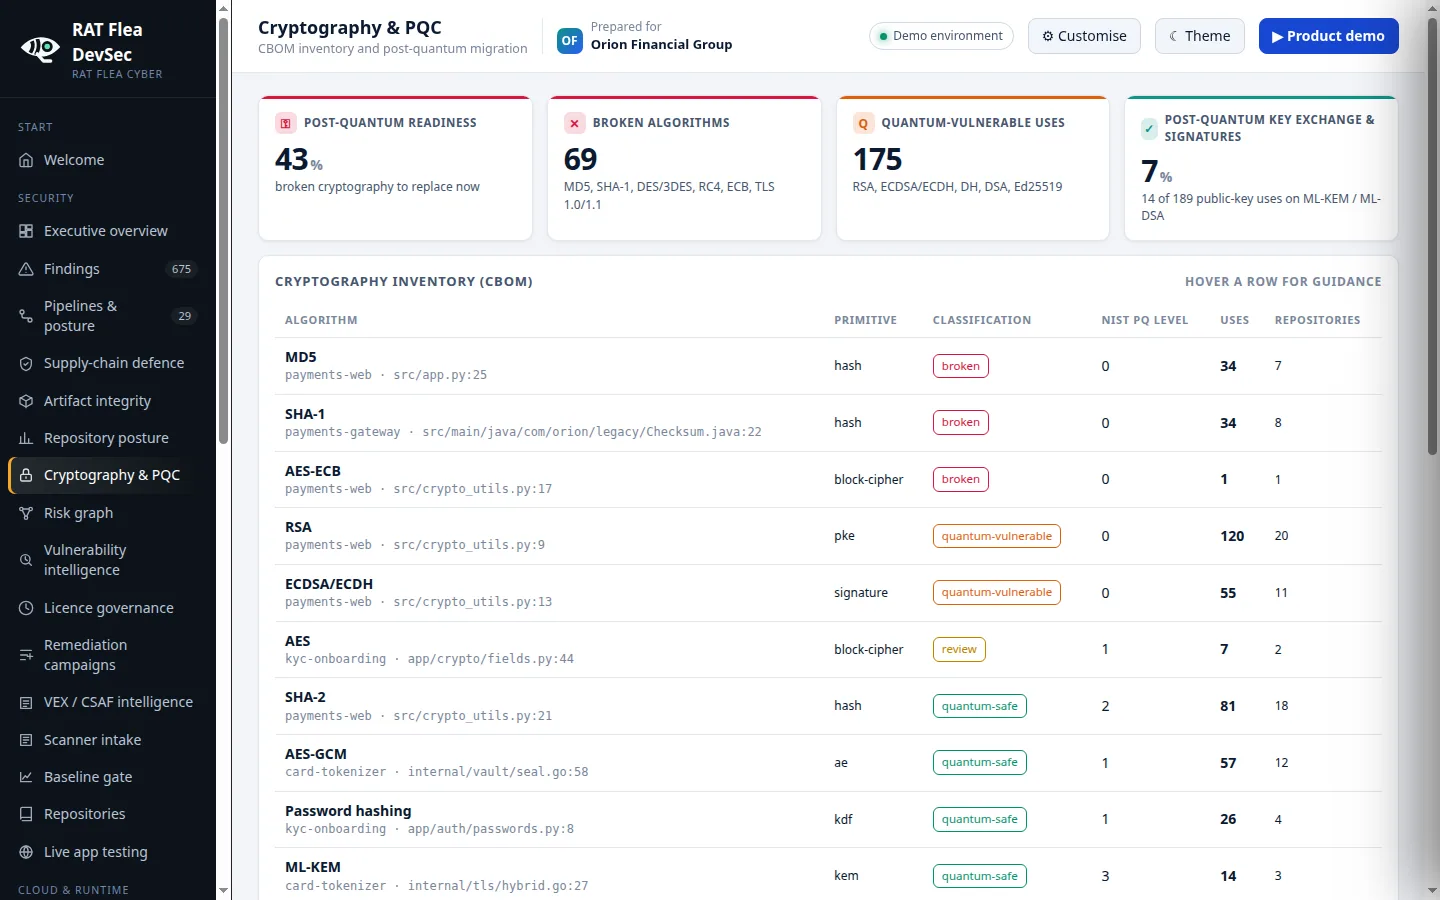 RAT Flea
DevSec
RAT FLEA CYBER
START
Welcome
SECURITY
Executive overview
Findings 675
Pipelines &
posture 29
Supply-chain defence
Artifact integrity
Repository posture
Cryptography & PQC
Risk graph
Vulnerability
intelligence
Licence governance
Remediation
campaigns
VEX / CSAF intelligence
Scanner intake
Baseline gate
Repositories
Live app testing
CLOUD & RUNTIME
Cryptography & PQC
CBOM inventory and post-quantum migration
OF
Prepared for
Orion Financial Group
Demo environment
⚙ Customise
☾ Theme
▶ Product demo
POST-QUANTUM READINESS
43%
broken cryptography to replace now
✕ BROKEN ALGORITHMS
69
MD5, SHA-1, DES/3DES, RC4, ECB, TLS
1.0/1.1
Q QUANTUM-VULNERABLE USES
175
RSA, ECDSA/ECDH, DH, DSA, Ed25519
✓ POST-QUANTUM KEY EXCHANGE &
SIGNATURES
7%
14 of 189 public-key uses on ML-KEM / ML-
DSA
CRYPTOGRAPHY INVENTORY (CBOM) HOVER A ROW FOR GUIDANCE
ALGORITHM PRIMITIVE CLASSIFICATION NIST PQ LEVEL USES REPOSITORIES
MD5
payments-web · src/app.py:25
hash broken 0 34 7
SHA-1
payments-gateway · src/main/java/com/orion/legacy/Checksum.java:22
hash broken 0 34 8
AES-ECB
payments-web · src/crypto_utils.py:17
block-cipher broken 0 1 1
RSA
payments-web · src/crypto_utils.py:9
pke quantum-vulnerable 0 120 20
ECDSA/ECDH
payments-web · src/crypto_utils.py:13
signature quantum-vulnerable 0 55 11
AES
kyc-onboarding · app/crypto/fields.py:44
block-cipher review 1 7 2
SHA-2
payments-web · src/crypto_utils.py:21
hash quantum-safe 2 81 18
AES-GCM
card-tokenizer · internal/vault/seal.go:58
ae quantum-safe 1 57 12
Password hashing
kyc-onboarding · app/auth/passwords.py:8
kdf quantum-safe 1 26 4
ML-KEM
card-tokenizer · internal/tls/hybrid.go:27
kem quantum-safe 3 14 3